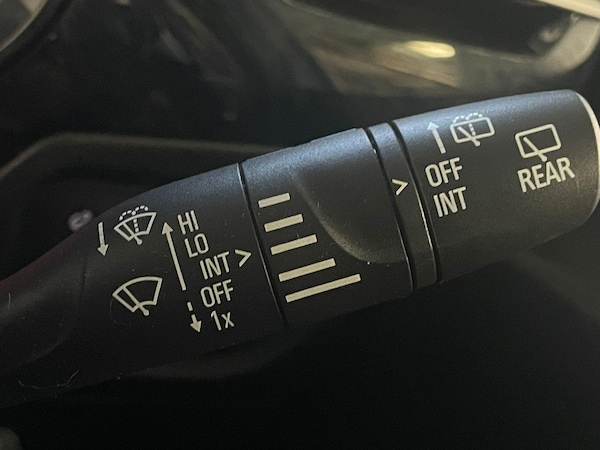 HI
LO
INT >
OFF
1x
>
OFF
INT
REAR